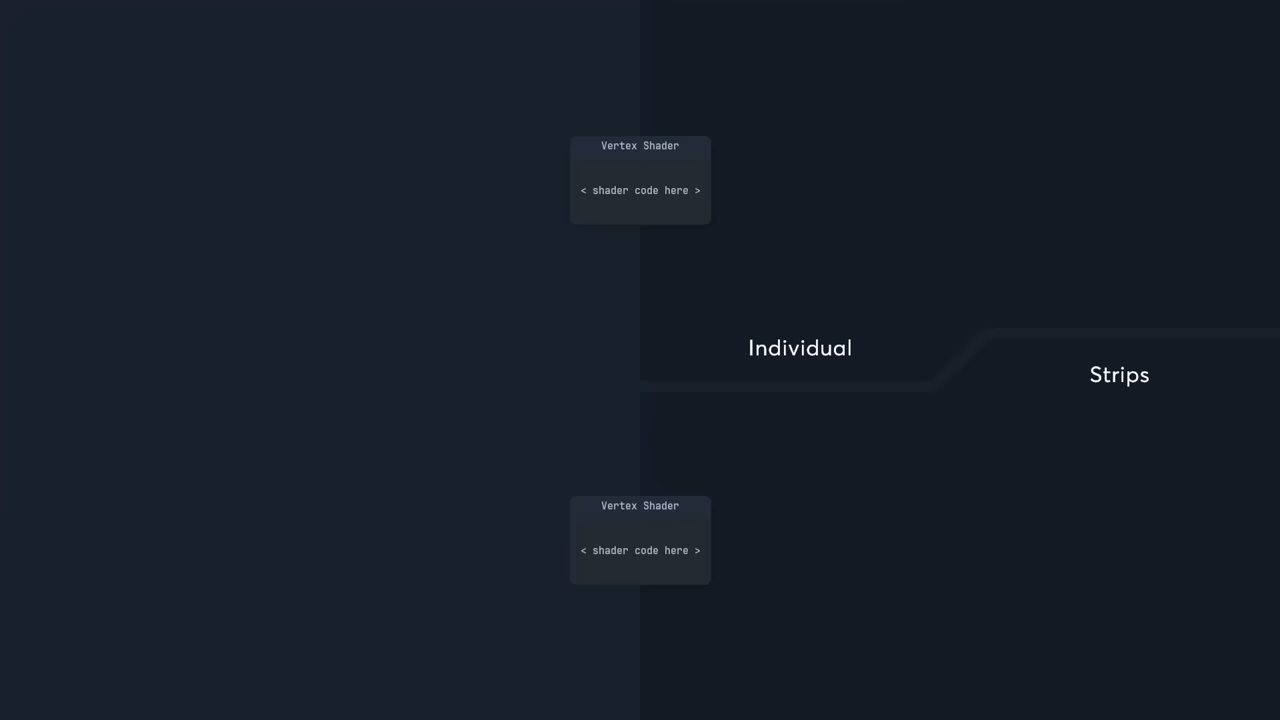 Vertex Shader
< shader code here >
Individual
Strips
Vertex Shader
< shader code here >